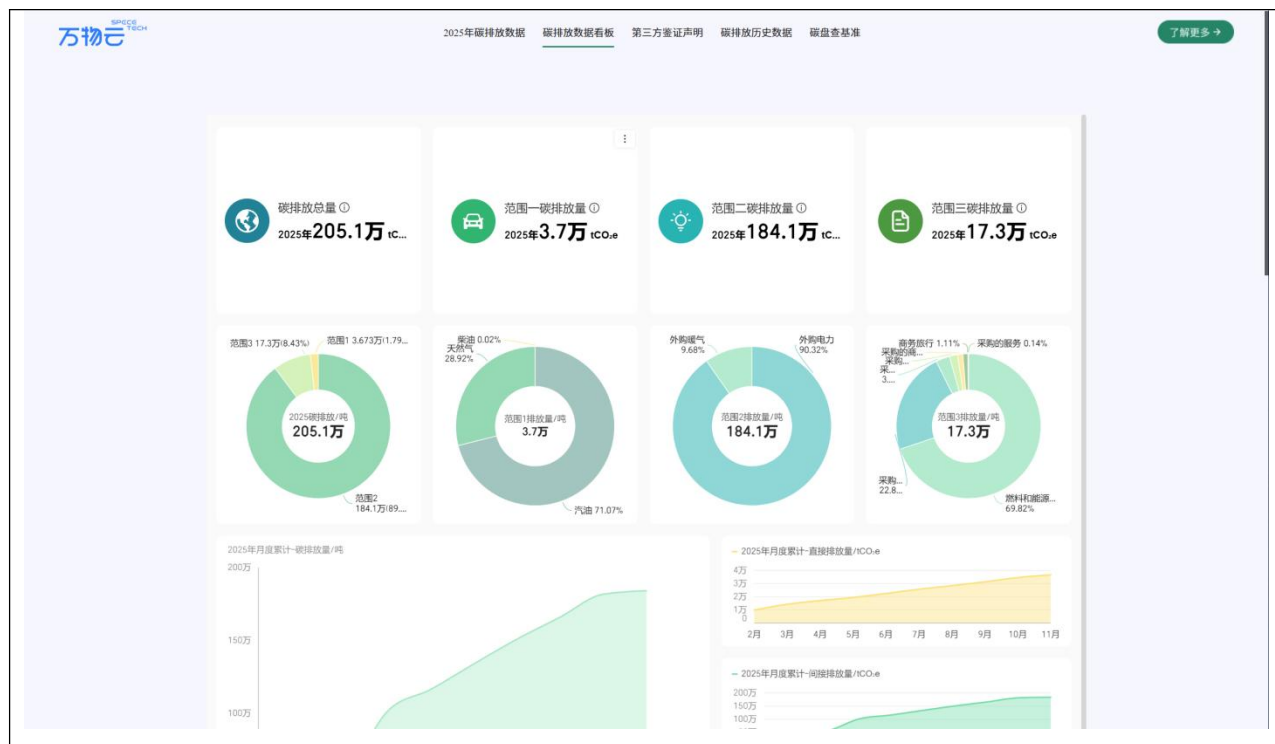 万物云
SPECE
TECH
2025年碳排放数据 碳排放数据看板 第三方鉴证声明 碳排放历史数据 碳盘查基准
了解更多→
碳排放总量
2025年205.1万 tC...
范围一碳排放量
2025年3.7万 tCO₂e
范围二碳排放量
2025年184.1万 tC...
范围三碳排放量
2025年17.3万 tCO₂e
范围3 17.3万(8.43%)
范围1 3.673万(1.79...
2025碳排放/吨
205.1万
范围2
184.1万(89....
柴油 0.02%
天然气
28.92%
范围1排放量/吨
3.7万
汽油 71.07%
外购暖气
9.68%
外购电力
90.32%
范围2排放量/吨
184.1万
商务旅行 1.11%
采购的服务 0.14%
采购的商...
采购...
采...
3....
范围3排放量/吨
17.3万
采购...
22.8...
燃料和能源...
69.82%
2025年月度累计-碳排放量/吨
200万
150万
100万
2025年月度累计-直接排放量/tCO₂e
4万
3万
2万
1万
0
2月 3月 4月 5月 6月 7月 8月 9月 10月 11月
2025年月度累计-间接排放量/tCO₂e
200万
150万
100万